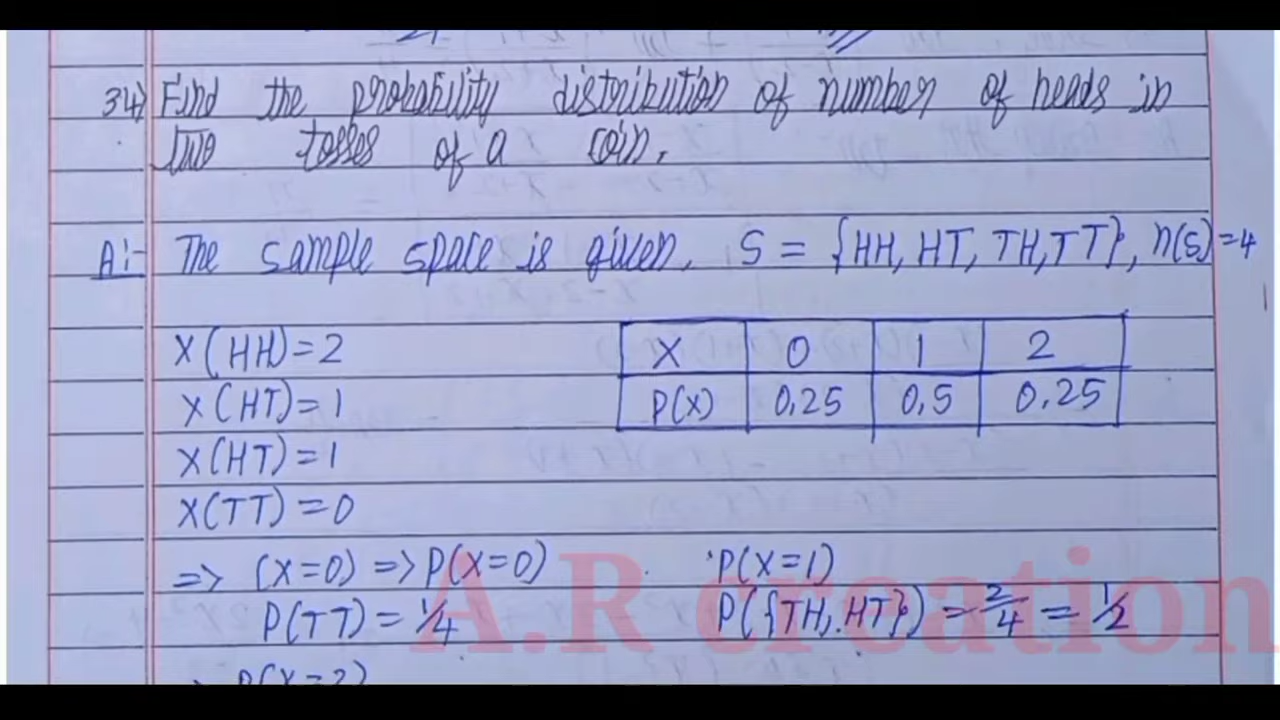 34) Find the probability distribution of number of heads in
two tosses of a coin.
A:- The sample space is given. S = {HH, HT, TH, TT}, n(S)=4
X(HH)=2
X(HT)=1
X(HT)=1
X(TT)=0
X 0 1 2
P(X) 0.25 0.5 0.25
=> (X=0) => P(X=0) P(X=1)
P(TT) = 1/4 P({TH, HT}) = 2/4 = 1/2
P(X=2)
A.R creation